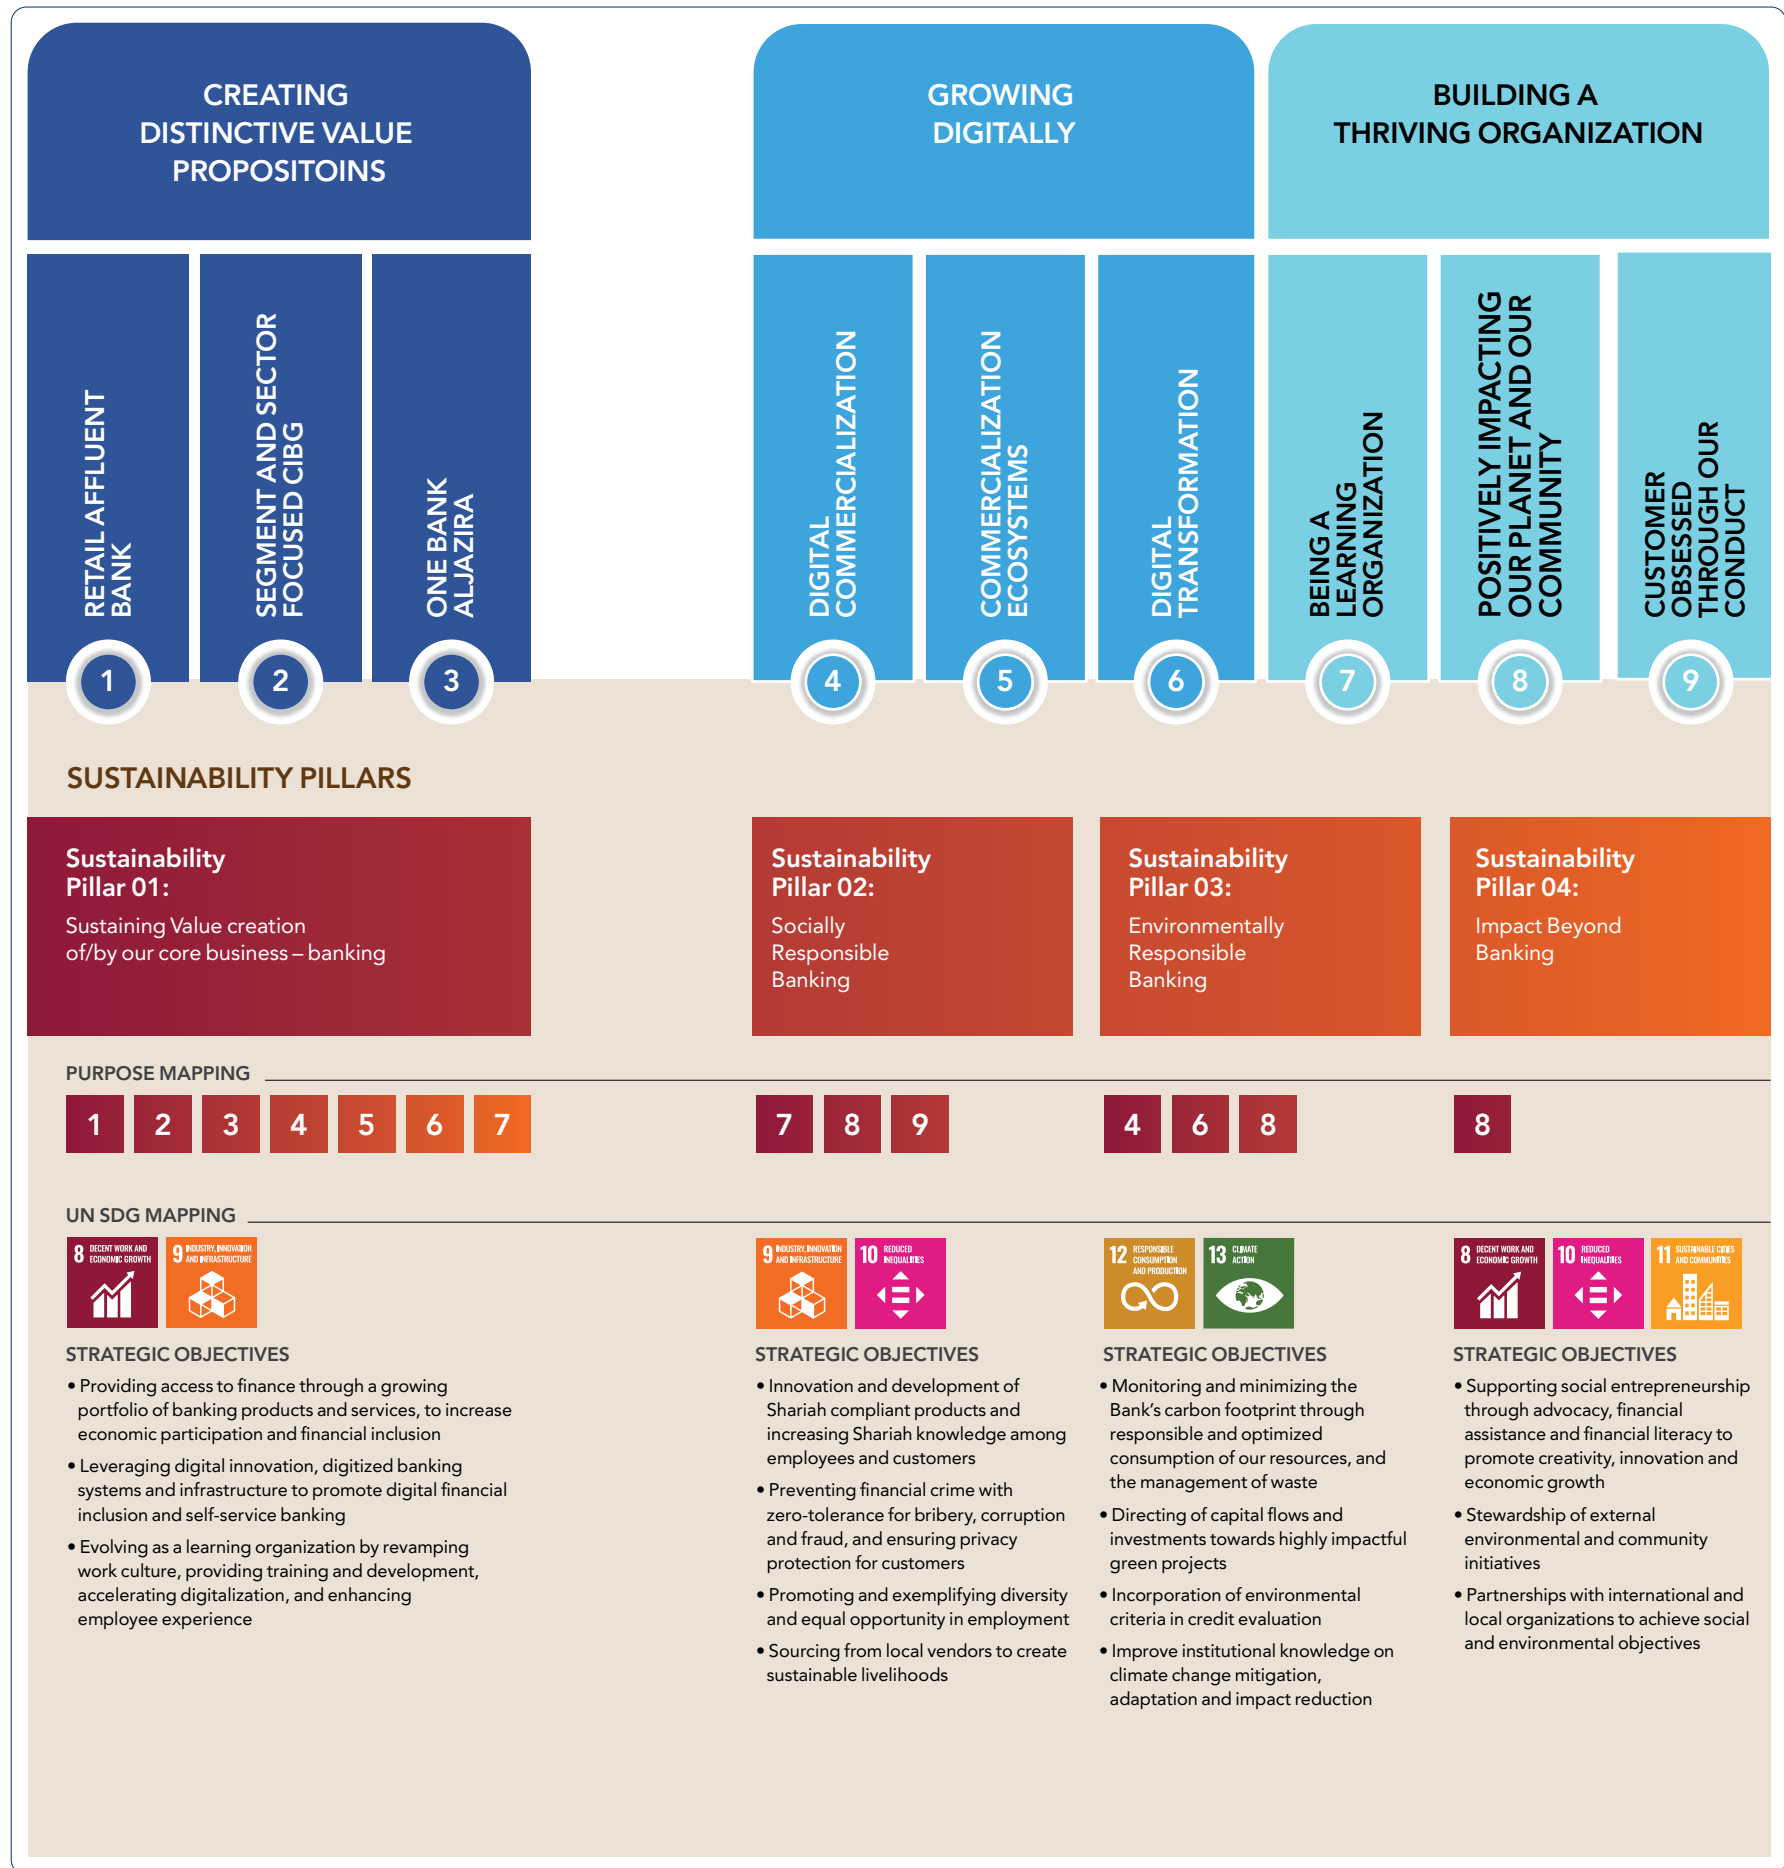 CREATING
DISTINCTIVE VALUE
PROPOSITOINS
GROWING
DIGITALLY
BUILDING A
THRIVING ORGANIZATION
RETAIL AFFLUENT
BANK
SEGMENT AND SECTOR
FOCUSED CIBG
ONE BANK
ALJAZIRA
DIGITAL
COMMERCIALIZATION
COMMERCIALIZATION
ECOSYSTEMS
DIGITAL
TRANSFORMATION
BEING A
LEARNING
ORGANIZATION
POSITIVELY IMPACTING
OUR PLANET AND OUR
COMMUNITY
CUSTOMER
OBSESSED
THROUGH OUR
CONDUCT
1
2
3
4
5
6
7
8
9
SUSTAINABILITY PILLARS
Sustainability
Pillar 01:
Sustaining Value creation
of/by our core business – banking
Sustainability
Pillar 02:
Socially
Responsible
Banking
Sustainability
Pillar 03:
Environmentally
Responsible
Banking
Sustainability
Pillar 04:
Impact Beyond
Banking
PURPOSE MAPPING
1 2 3 4 5 6 7
7 8 9
4 6 8
8
UN SDG MAPPING
8 DECENT WORK AND
ECONOMIC GROWTH
9 INDUSTRY, INNOVATION
AND INFRASTRUCTURE
9 INDUSTRY, INNOVATION
AND INFRASTRUCTURE
10 REDUCED
INEQUALITIES
12 RESPONSIBLE
CONSUMPTION
AND PRODUCTION
13 CLIMATE
ACTION
8 DECENT WORK AND
ECONOMIC GROWTH
10 REDUCED
INEQUALITIES
11 SUSTAINABLE CITIES
AND COMMUNITIES
STRATEGIC OBJECTIVES
• Providing access to finance through a growing
portfolio of banking products and services, to increase
economic participation and financial inclusion
• Leveraging digital innovation, digitized banking
systems and infrastructure to promote digital financial
inclusion and self-service banking
• Evolving as a learning organization by revamping
work culture, providing training and development,
accelerating digitalization, and enhancing
employee experience
STRATEGIC OBJECTIVES
• Innovation and development of
Shariah compliant products and
increasing Shariah knowledge among
employees and customers
• Preventing financial crime with
zero-tolerance for bribery, corruption
and fraud, and ensuring privacy
protection for customers
• Promoting and exemplifying diversity
and equal opportunity in employment
• Sourcing from local vendors to create
sustainable livelihoods
STRATEGIC OBJECTIVES
• Monitoring and minimizing the
Bank's carbon footprint through
responsible and optimized
consumption of our resources, and
the management of waste
• Directing of capital flows and
investments towards highly impactful
green projects
• Incorporation of environmental
criteria in credit evaluation
• Improve institutional knowledge on
climate change mitigation,
adaptation and impact reduction
STRATEGIC OBJECTIVES
• Supporting social entrepreneurship
through advocacy, financial
assistance and financial literacy to
promote creativity, innovation and
economic growth
• Stewardship of external
environmental and community
initiatives
• Partnerships with international and
local organizations to achieve social
and environmental objectives